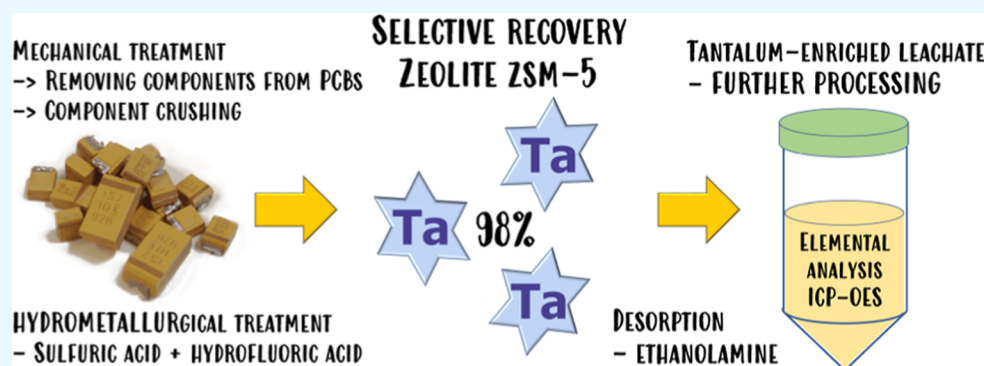 MECHANICAL TREATMENT
-> REMOVING COMPONENTS FROM PCBS
-> COMPONENT CRUSHING
HYDROMETALLURGICAL TREATMENT
- SULFURIC ACID + HYDROFLUORIC ACID
SELECTIVE RECOVERY
ZEOLITE ZSM-5
Ta
Ta
98%
Ta
DESORPTION
- ETHANOLAMINE
TANTALUM-ENRICHED LEACHATE
- FURTHER PROCESSING
ELEMENTAL
ANALYSIS
ICP-OES